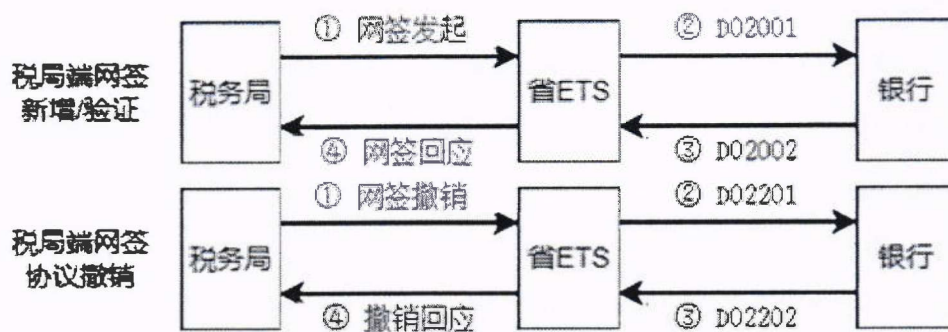 ① 网签发起
② D02001
税局端网签
新增/验证
税务局
省ETS
银行
④ 网签回应
③ D02002
① 网签撤销
② D02201
税局端网签
协议撤销
税务局
省ETS
银行
④ 撤销回应
③ D02202